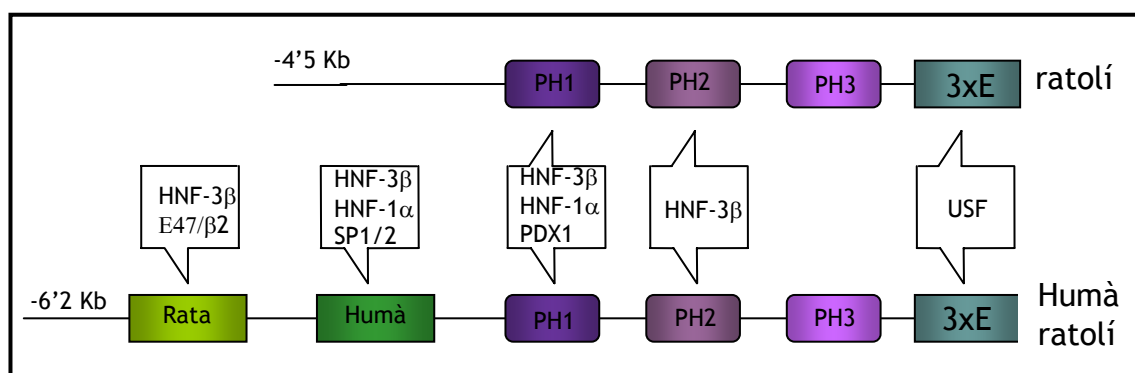 -4'5 Kb
PH1
PH2
PH3
3xE
ratolí
HNF-3β
E47/β2
HNF-3β
HNF-1α
SP1/2
HNF-3β
HNF-1α
PDX1
HNF-3β
USF
-6'2 Kb
Rata
Humà
PH1
PH2
PH3
3xE
Humà
ratolí